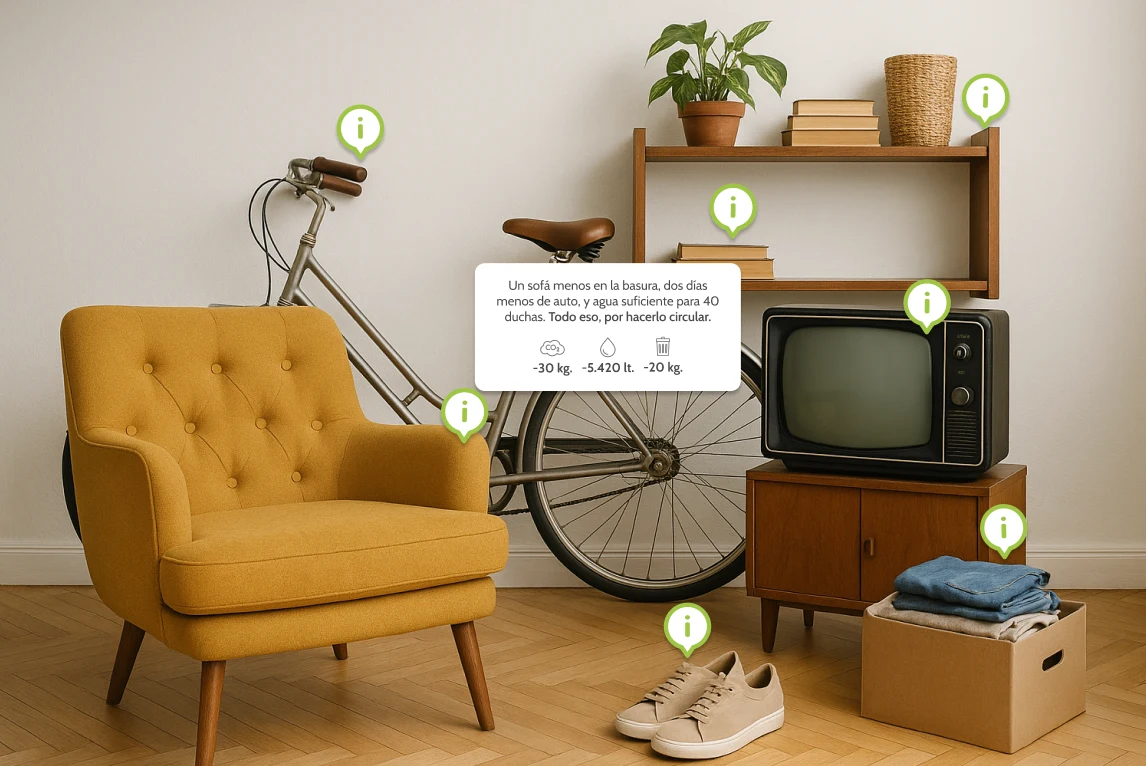 Un sofá menos en la basura, dos días
menos de auto, y agua suficiente para 40
duchas. Todo eso, por hacerlo circular.
CO₂
-30 kg. -5.420 lt. -20 kg.